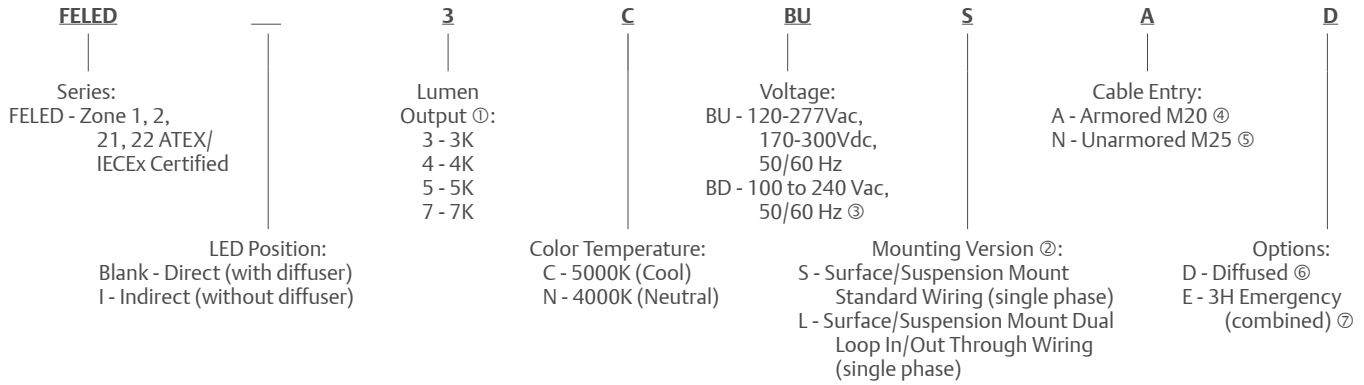 FELED __ 3 C BU S A D
Series:
FELED - Zone 1, 2,
21, 22 ATEX/
IECEx Certified
Lumen
Output ①:
3 - 3K
4 - 4K
5 - 5K
7 - 7K
Voltage:
BU - 120-277Vac,
170-300Vdc,
50/60 Hz
BD - 100 to 240 Vac,
50/60 Hz ③
Cable Entry:
A - Armored M20 ④
N - Unarmored M25 ⑤
LED Position:
Blank - Direct (with diffuser)
I - Indirect (without diffuser)
Color Temperature:
C - 5000K (Cool)
N - 4000K (Neutral)
Mounting Version ②:
S - Surface/Suspension Mount
Standard Wiring (single phase)
L - Surface/Suspension Mount Dual
Loop In/Out Through Wiring
(single phase)
Options:
D - Diffused ⑥
E - 3H Emergency
(combined) ⑦